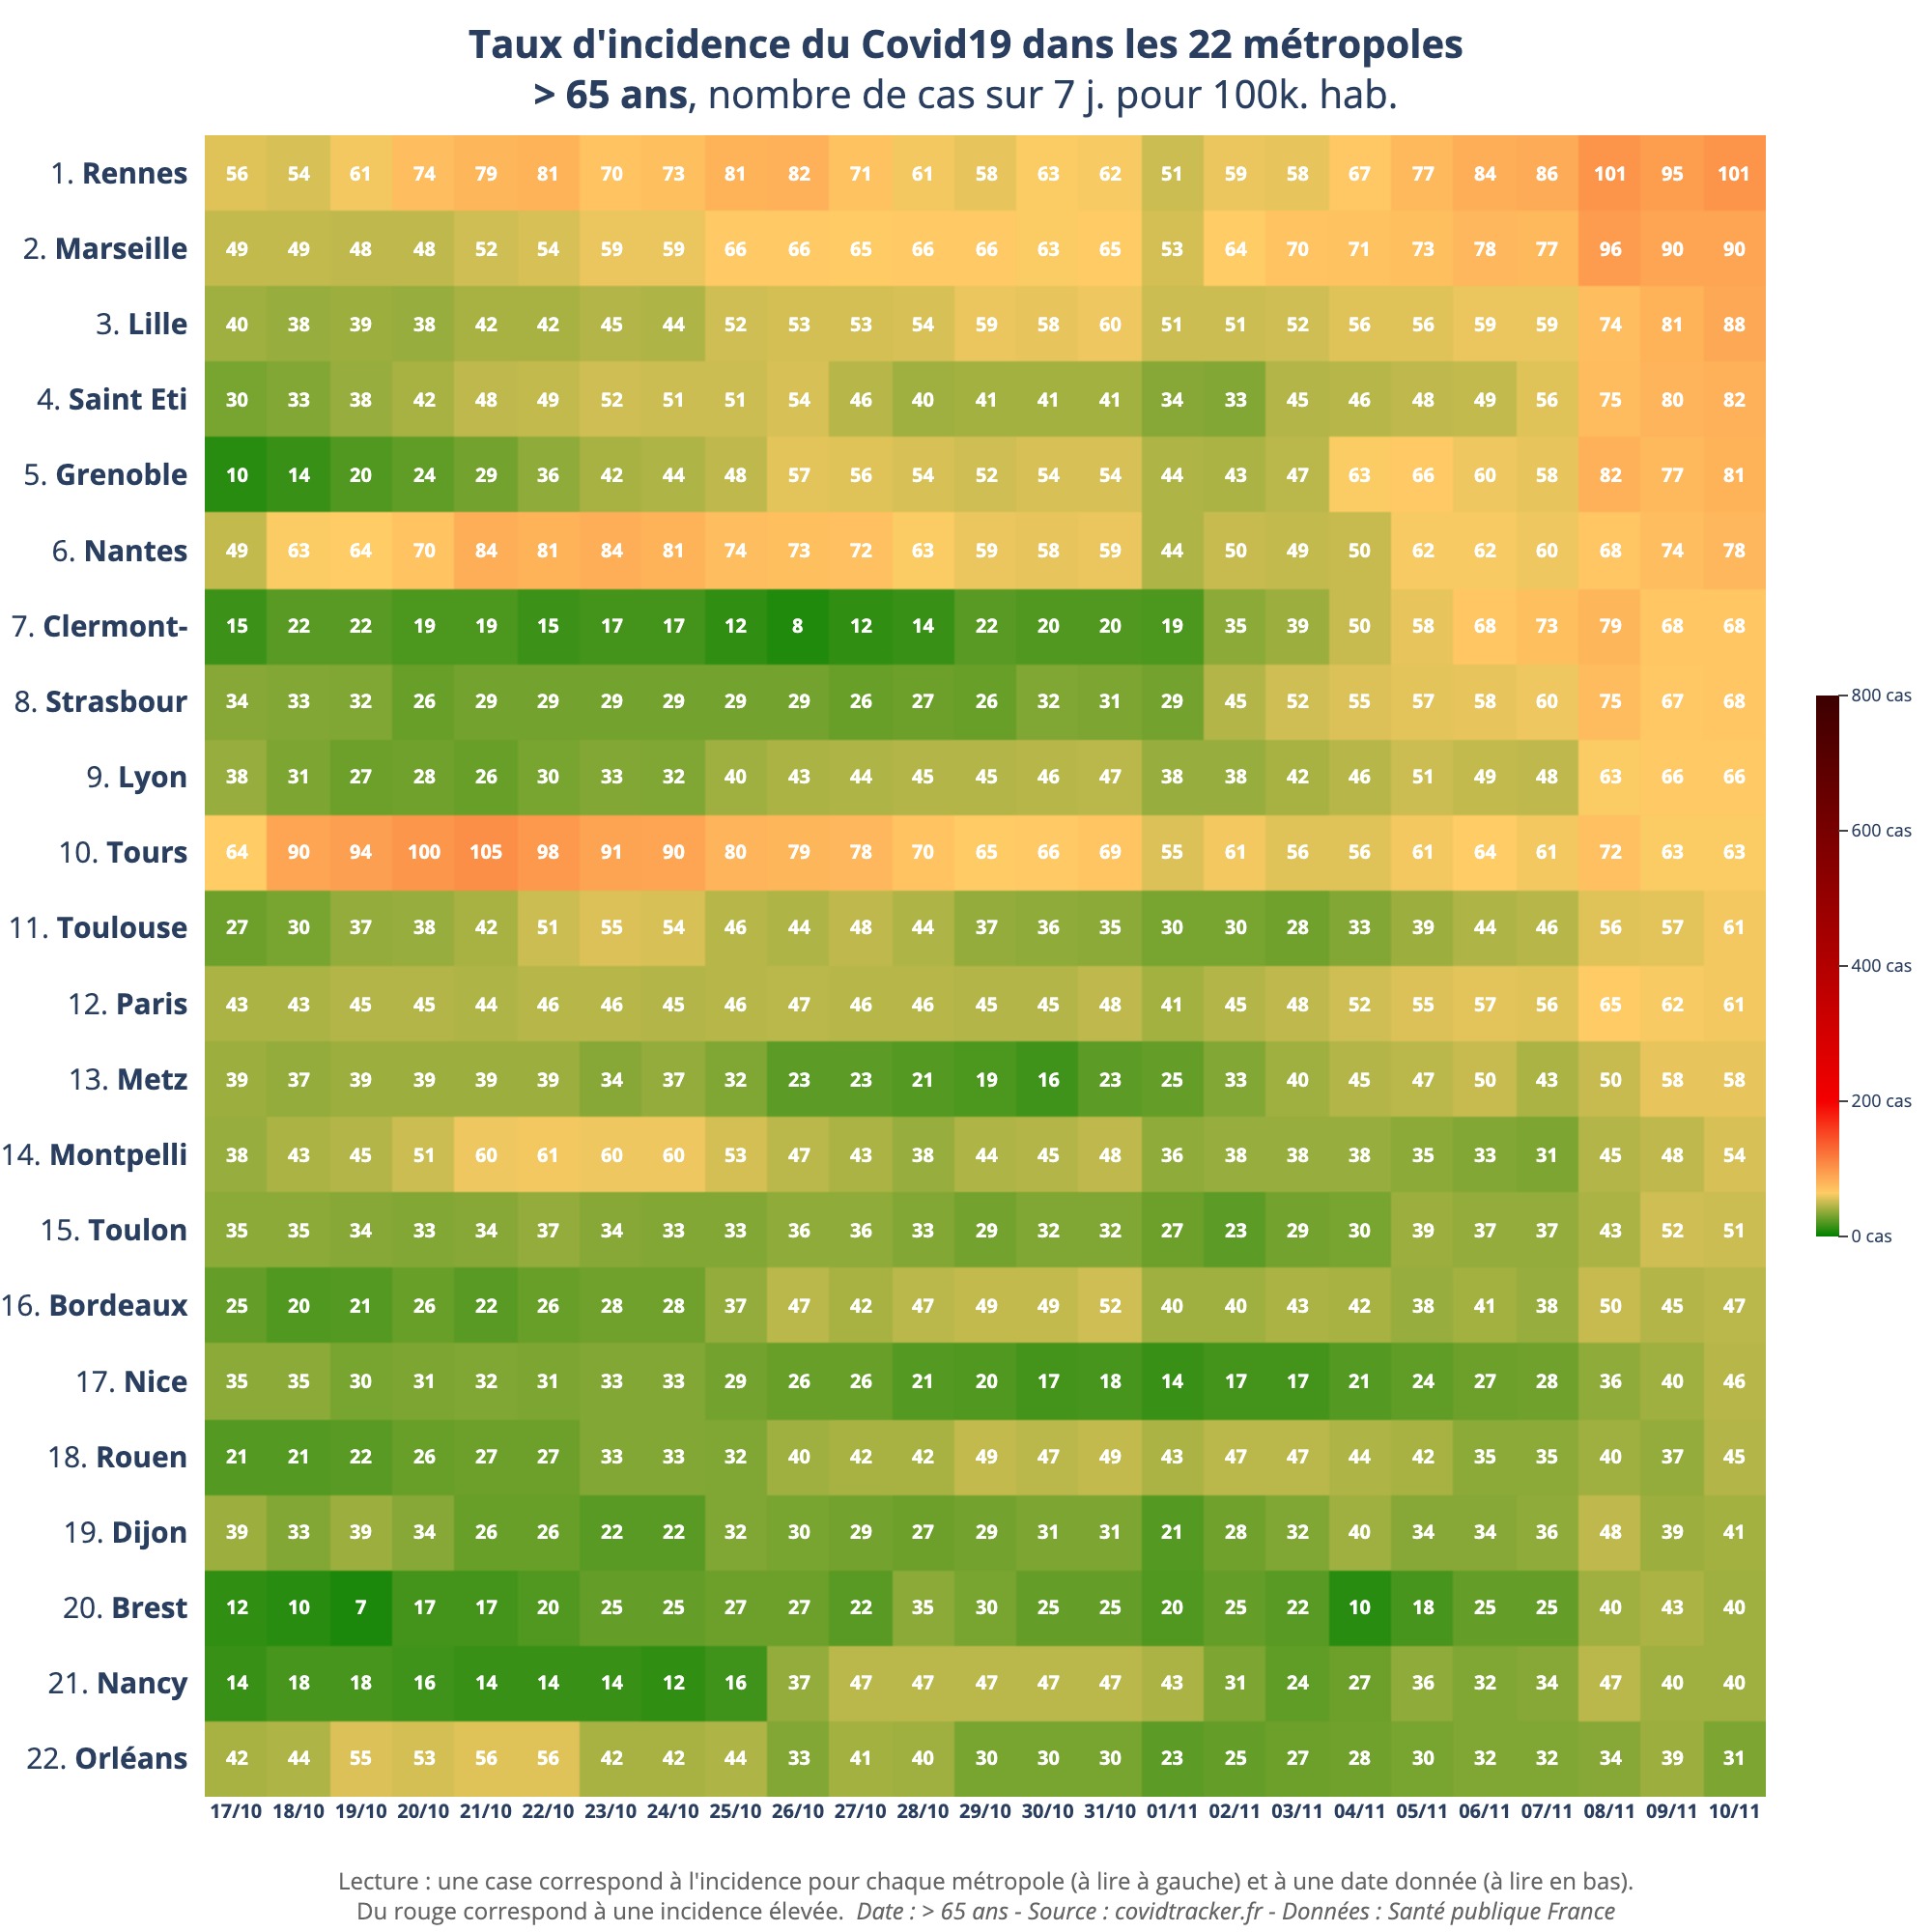 Taux d'incidence du Covid19 dans les 22 métropoles
> 65 ans, nombre de cas sur 7 j. pour 100k. hab.
1. Rennes 56 54 61 74 79 81 70 73 81 82 71 61 58 63 62 51 59 58 67 77 84 86 101 95 101
2. Marseille 49 49 48 48 52 54 59 59 66 66 65 66 66 63 65 53 64 70 71 73 78 77 96 90 90
3. Lille 40 38 39 38 42 42 45 44 52 53 53 54 59 58 60 51 51 52 56 56 59 59 74 81 88
4. Saint Eti 30 33 38 42 48 49 52 51 51 54 46 40 41 41 41 34 33 45 46 48 49 56 75 80 82
5. Grenoble 10 14 20 24 29 36 42 44 48 57 56 54 52 54 54 44 43 47 63 66 60 58 82 77 81
6. Nantes 49 63 64 70 84 81 84 81 74 73 72 63 59 58 59 44 50 49 50 62 62 60 68 74 78
7. Clermont- 15 22 22 19 19 15 17 17 12 8 12 14 22 20 20 19 35 39 50 58 68 73 79 68 68
8. Strasbour 34 33 32 26 29 29 29 29 29 29 26 27 26 32 31 29 45 52 55 57 58 60 75 67 68
9. Lyon 38 31 27 28 26 30 33 32 40 43 44 45 45 46 47 38 38 42 46 51 49 48 63 66 66
10. Tours 64 90 94 100 105 98 91 90 80 79 78 70 65 66 69 55 61 56 56 61 64 61 72 63 63
11. Toulouse 27 30 37 38 42 51 55 54 46 44 48 44 37 36 35 30 30 28 33 39 44 46 56 57 61
12. Paris 43 43 45 45 44 46 46 45 46 47 46 46 45 45 48 41 45 48 52 55 57 56 65 62 61
13. Metz 39 37 39 39 39 39 34 37 32 23 23 21 19 16 23 25 33 40 45 47 50 43 50 58 58
14. Montpelli 38 43 45 51 60 61 60 60 53 47 43 38 44 45 48 36 38 38 38 35 33 31 45 48 54
15. Toulon 35 35 34 33 34 37 34 33 33 36 36 33 29 32 32 27 23 29 30 39 37 37 43 52 51
16. Bordeaux 25 20 21 26 22 26 28 28 37 47 42 47 49 49 52 40 40 43 42 38 41 38 50 45 47
17. Nice 35 35 30 31 32 31 33 33 29 26 26 21 20 17 18 14 17 17 21 24 27 28 36 40 46
18. Rouen 21 21 22 26 27 27 33 33 32 40 42 42 49 47 49 43 47 47 44 42 35 35 40 37 45
19. Dijon 39 33 39 34 26 26 22 22 32 30 29 27 29 31 31 21 28 32 40 34 34 36 48 39 41
20. Brest 12 10 7 17 17 20 25 25 27 27 22 35 30 25 25 20 25 22 10 18 25 25 40 43 40
21. Nancy 14 18 18 16 14 14 14 12 16 37 47 47 47 47 47 43 31 24 27 36 32 34 47 40 40
22. Orléans 42 44 55 53 56 56 42 42 44 33 41 40 30 30 30 23 25 27 28 30 32 32 34 39 31
17/10 18/10 19/10 20/10 21/10 22/10 23/10 24/10 25/10 26/10 27/10 28/10 29/10 30/10 31/10 01/11 02/11 03/11 04/11 05/11 06/11 07/11 08/11 09/11 10/11
800 cas
600 cas
400 cas
200 cas
0 cas
Lecture : une case correspond à l'incidence pour chaque métropole (à lire à gauche) et à une date donnée (à lire en bas).
Du rouge correspond à une incidence élevée. Date : > 65 ans - Source : covidtracker.fr - Données : Santé publique France